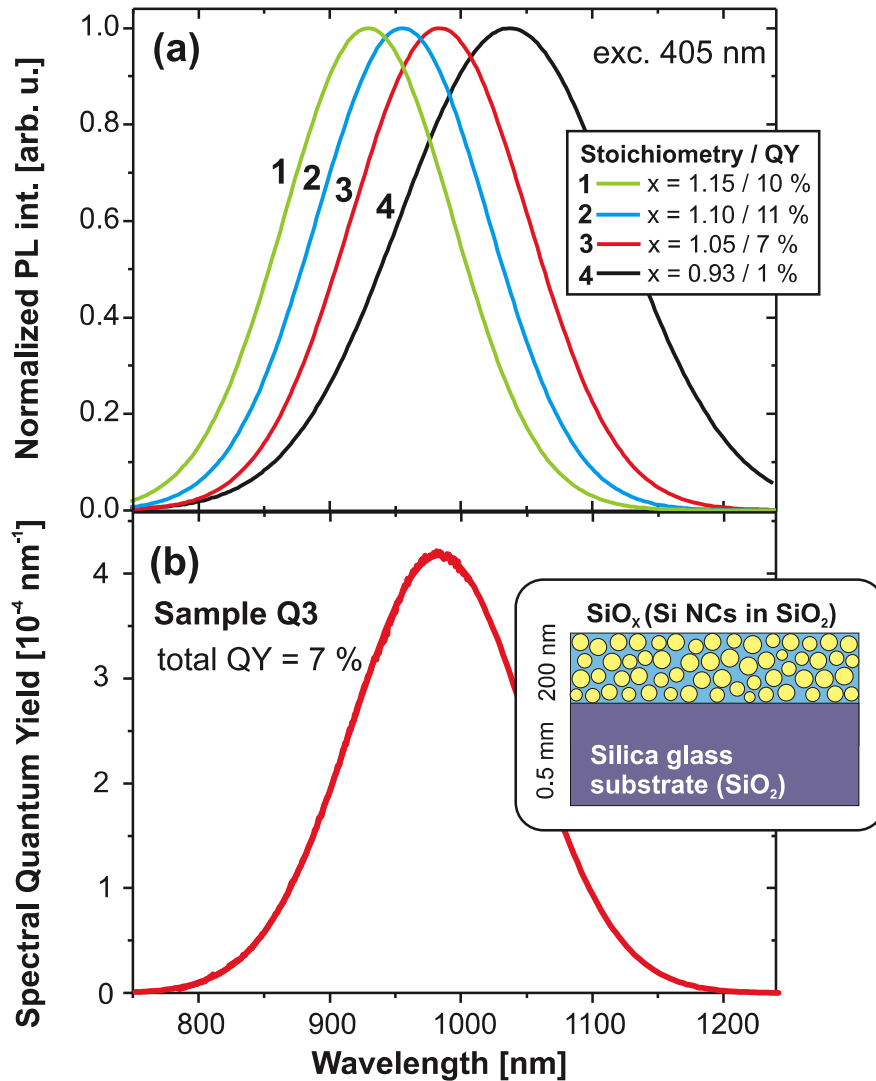 (a)
exc. 405 nm
Normalized PL int. [arb. u.]
1.0
0.8
0.6
0.4
0.2
0.0
1
2
3
4
Stoichiometry / QY
1 x = 1.15 / 10 %
2 x = 1.10 / 11 %
3 x = 1.05 / 7 %
4 x = 0.93 / 1 %
(b)
Sample Q3
total QY = 7 %
Spectral Quantum Yield [10⁻⁴ nm⁻¹]
4
3
2
1
0
SiOₓ (Si NCs in SiO₂)
200 nm
0.5 mm
Silica glass
substrate (SiO₂)
800 900 1000 1100 1200
Wavelength [nm]